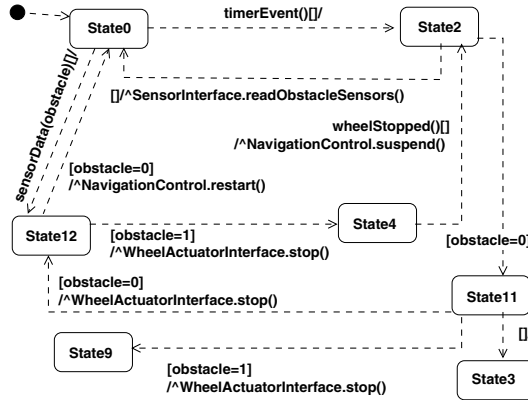 timerEvent()[]/
State0
State2
[]/^SensorInterface.readObstacleSensors()
sensorData(obstacle)[]/
wheelStopped()[]
/^NavigationControl.suspend()
[obstacle=0]
/^NavigationControl.restart()
State4
State12
[obstacle=1]
/^WheelActuatorInterface.stop()
[obstacle=0]
[obstacle=0]
/^WheelActuatorInterface.stop()
State11
State9
[]/
[obstacle=1]
/^WheelActuatorInterface.stop()
State3